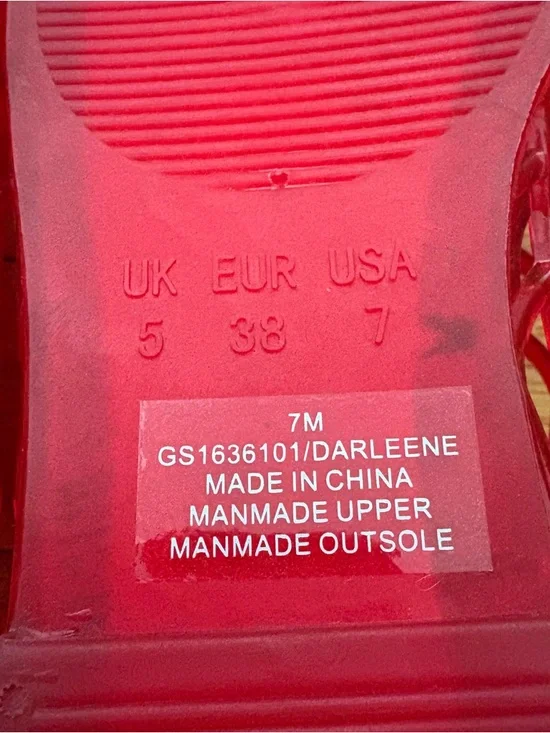 UK EUR USA
5 38 7
7M
GS1636101/DARLEENE
MADE IN CHINA
MANMADE UPPER
MANMADE OUTSOLE